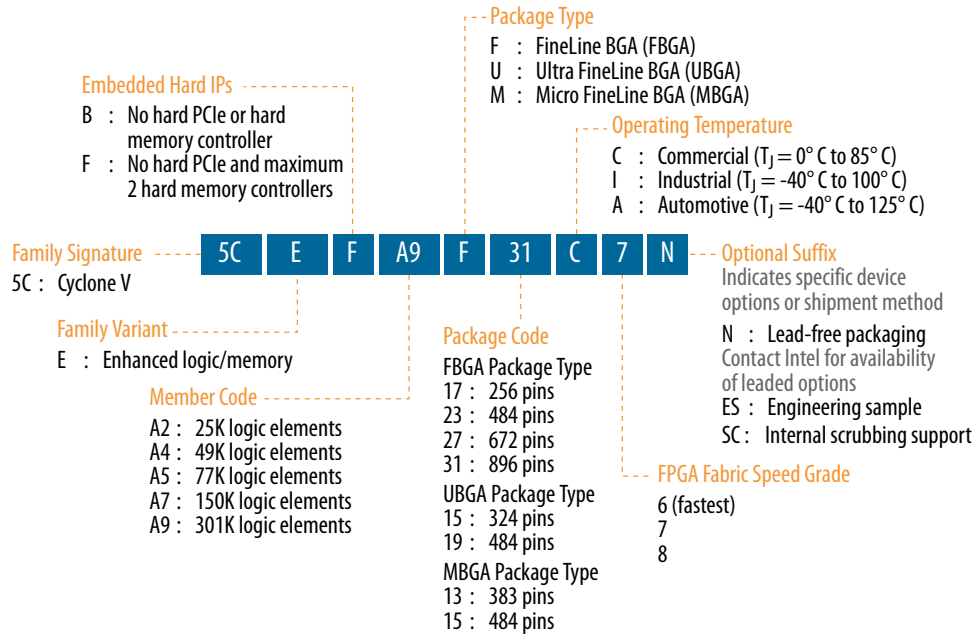 Package Type
F : FineLine BGA (FBGA)
U : Ultra FineLine BGA (UBGA)
M : Micro FineLine BGA (MBGA)
Embedded Hard IPs
B : No hard PCIe or hard
memory controller
F : No hard PCIe and maximum
2 hard memory controllers
Operating Temperature
C : Commercial (TJ = 0° C to 85° C)
I : Industrial (TJ = -40° C to 100° C)
A : Automotive (TJ = -40° C to 125° C)
Family Signature
5C : Cyclone V
5C E F A9 F 31 C 7 N
Optional Suffix
Indicates specific device
options or shipment method
N : Lead-free packaging
Contact Intel for availability
of leaded options
ES : Engineering sample
SC : Internal scrubbing support
Family Variant
E : Enhanced logic/memory
Member Code
A2 : 25K logic elements
A4 : 49K logic elements
A5 : 77K logic elements
A7 : 150K logic elements
A9 : 301K logic elements
Package Code
FBGA Package Type
17 : 256 pins
23 : 484 pins
27 : 672 pins
31 : 896 pins
UBGA Package Type
15 : 324 pins
19 : 484 pins
MBGA Package Type
13 : 383 pins
15 : 484 pins
FPGA Fabric Speed Grade
6 (fastest)
7
8